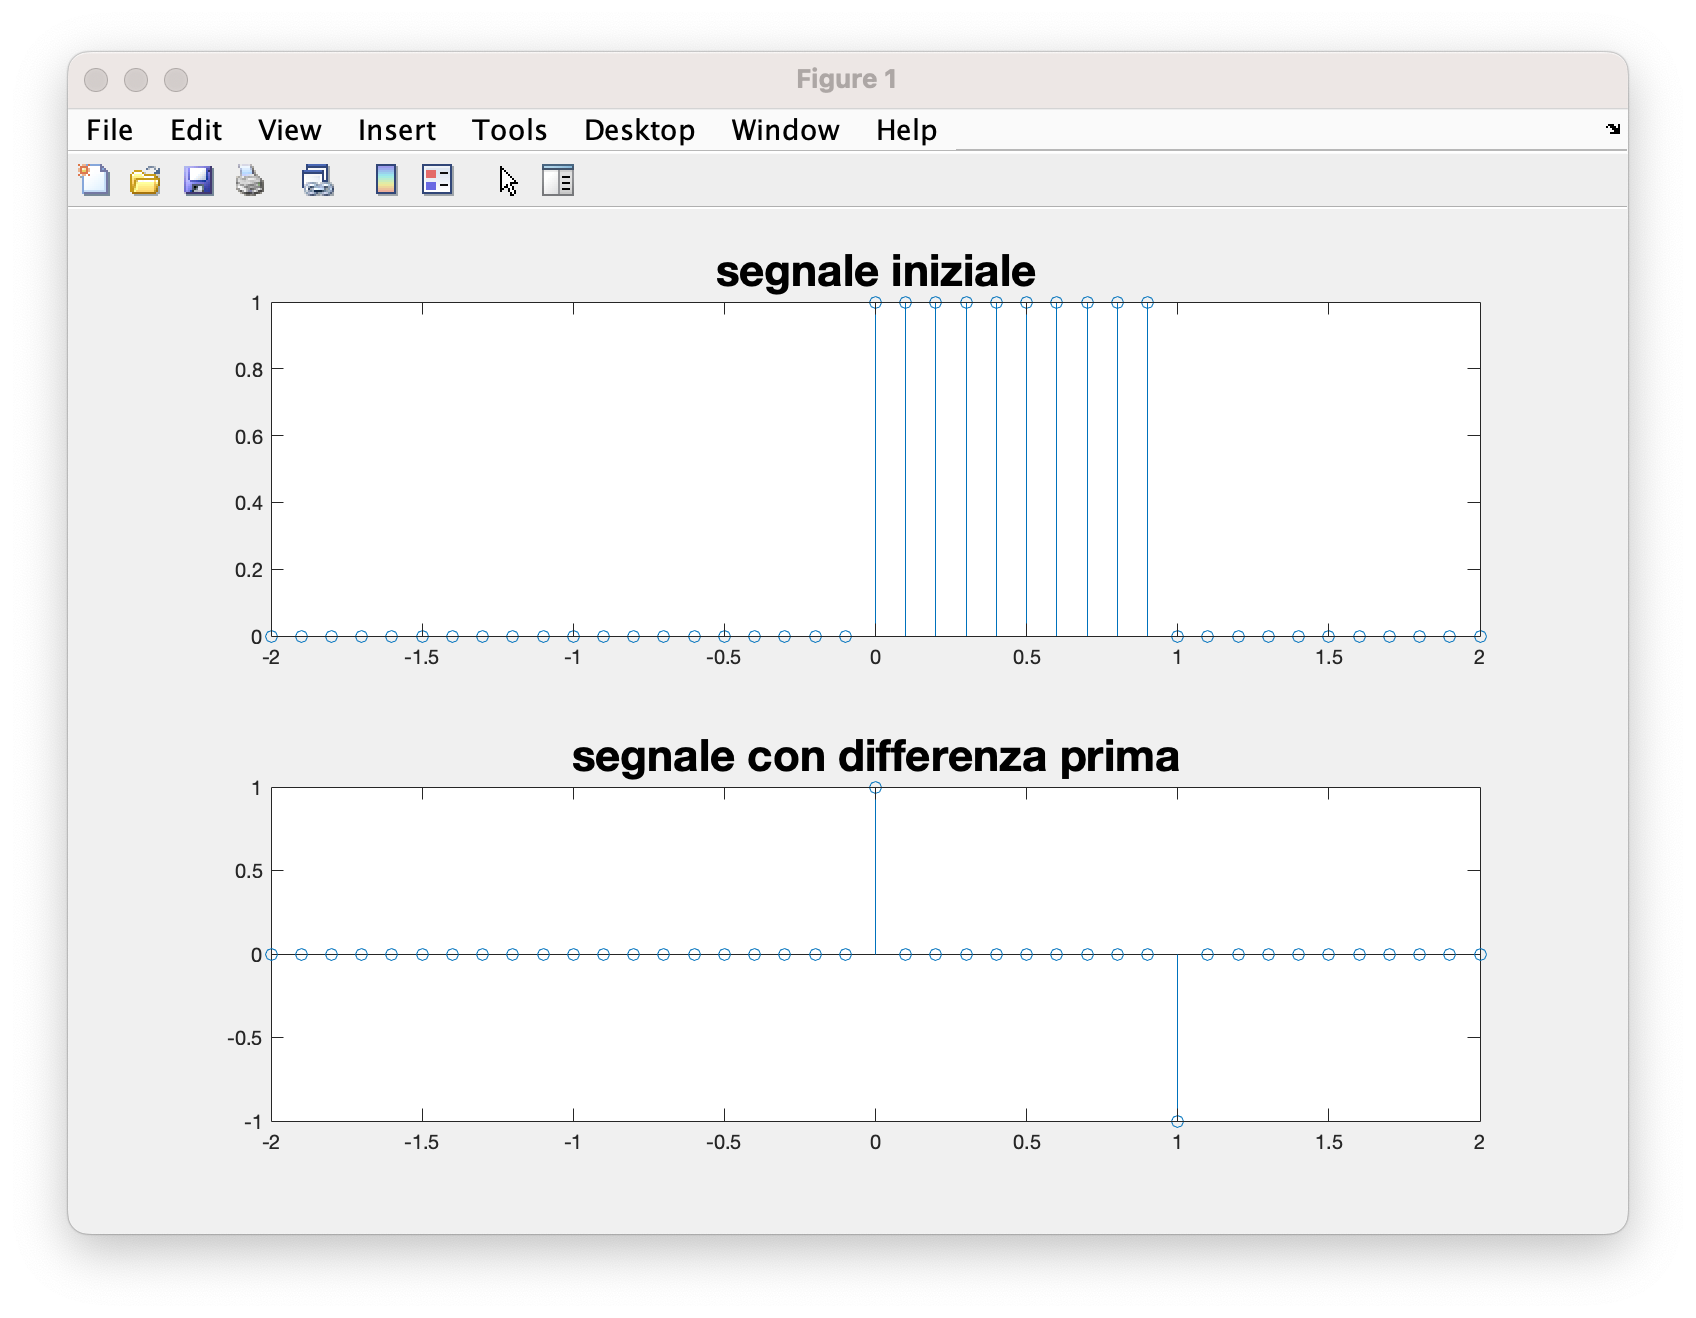 Figure 1
File Edit View Insert Tools Desktop Window Help
segnale iniziale
1
0.8
0.6
0.4
0.2
0
-2 -1.5 -1 -0.5 0 0.5 1 1.5 2
segnale con differenza prima
1
0.5
0
-0.5
-1
-2 -1.5 -1 -0.5 0 0.5 1 1.5 2